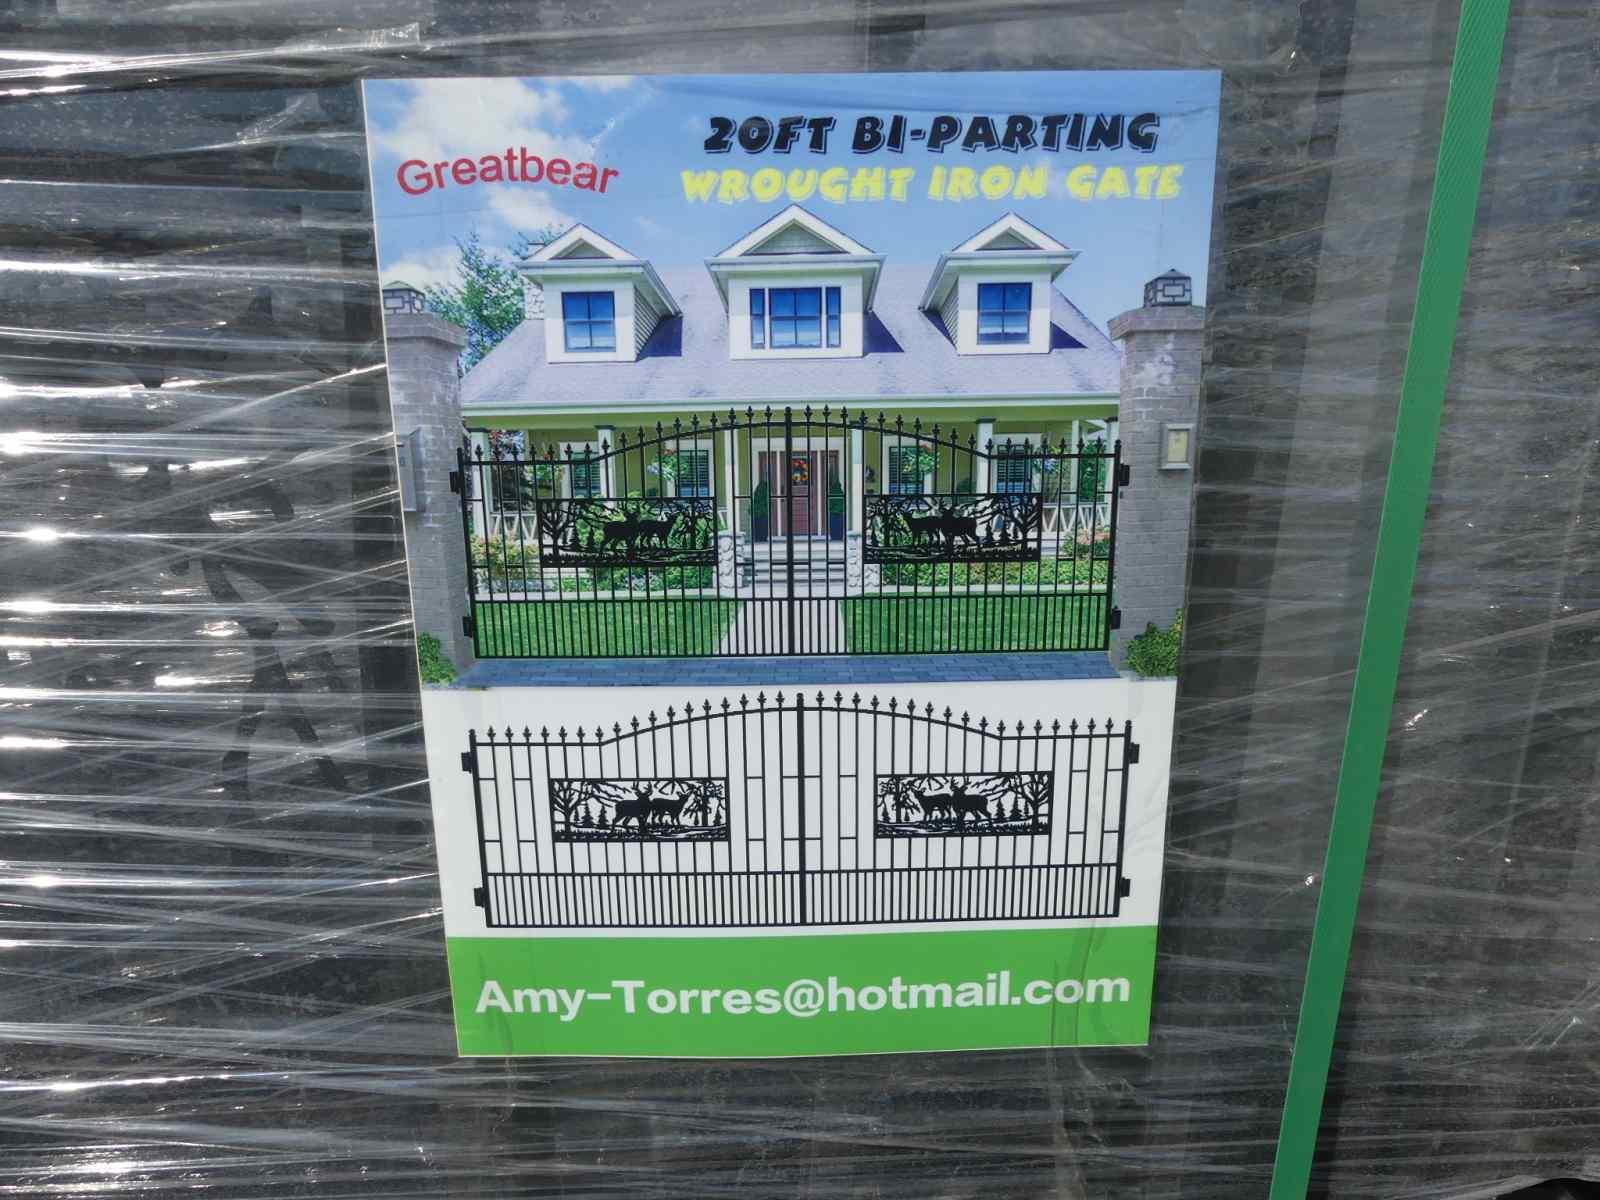 20FT BI-PARTING
Greatbear
WROUGHT IRON GATE
Amy-Torres@hotmail.com